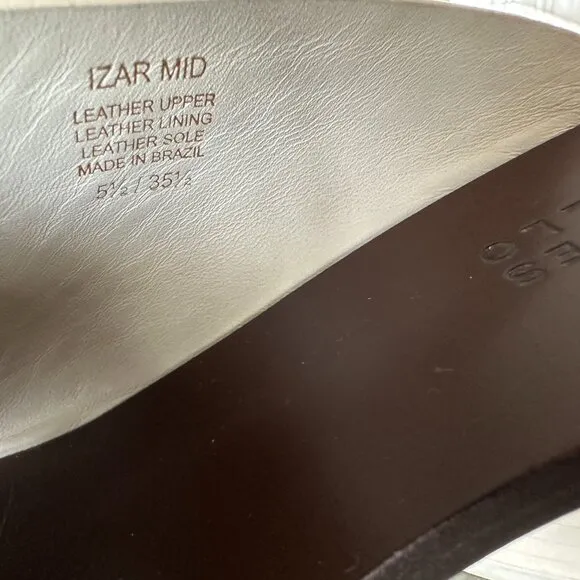 IZAR MID
LEATHER UPPER
LEATHER LINING
LEATHER SOLE
MADE IN BRAZIL
5½ / 35½